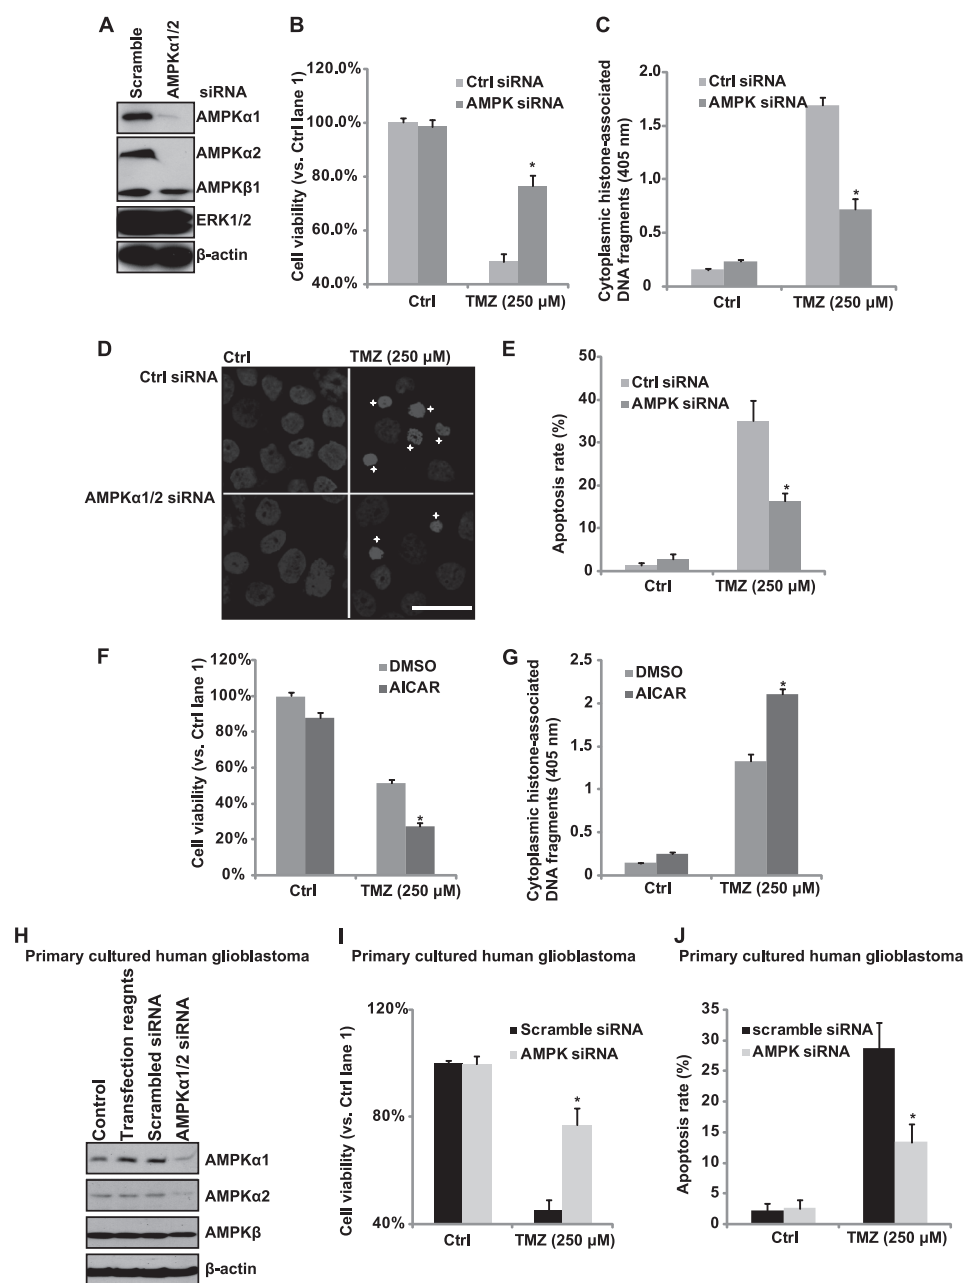 A
Scramble
AMPKα1/2
siRNA
AMPKα1
AMPKα2
AMPKβ1
ERK1/2
β-actin
B
Cell viability (vs. Ctrl lane 1)
120.0%
100.0%
80.0%
60.0%
40.0%
Ctrl siRNA
AMPK siRNA
*
Ctrl
TMZ (250 µM)
C
Cytoplasmic histone-associated
DNA fragments (405 nm)
2.0
1.5
1.0
0.5
0
Ctrl siRNA
AMPK siRNA
*
Ctrl
TMZ (250 µM)
D
Ctrl
TMZ (250 µM)
Ctrl siRNA
AMPKα1/2 siRNA
E
Apoptosis rate (%)
50
40
30
20
10
0
Ctrl siRNA
AMPK siRNA
*
Ctrl
TMZ (250 µM)
F
Cell viability (vs. Ctrl lane 1)
120%
100%
80%
60%
40%
20%
0%
DMSO
AICAR
*
Ctrl
TMZ (250 µM)
G
Cytoplasmic histone-associated
DNA fragments (405 nm)
2.5
2
1.5
1
0.5
0
DMSO
AICAR
*
Ctrl
TMZ (250 µM)
H
Primary cultured human glioblastoma
Control
Transfection reagnts
Scrambled siRNA
AMPKα1/2 siRNA
AMPKα1
AMPKα2
AMPKβ
β-actin
I
Primary cultured human glioblastoma
Cell viability (vs. Ctrl lane 1)
120%
80%
40%
Scramble siRNA
AMPK siRNA
*
Ctrl
TMZ (250 µM)
J
Primary cultured human glioblastoma
Apoptosis rate (%)
35
30
25
20
15
10
5
0
scramble siRNA
AMPK siRNA
*
Ctrl
TMZ (250 µM)